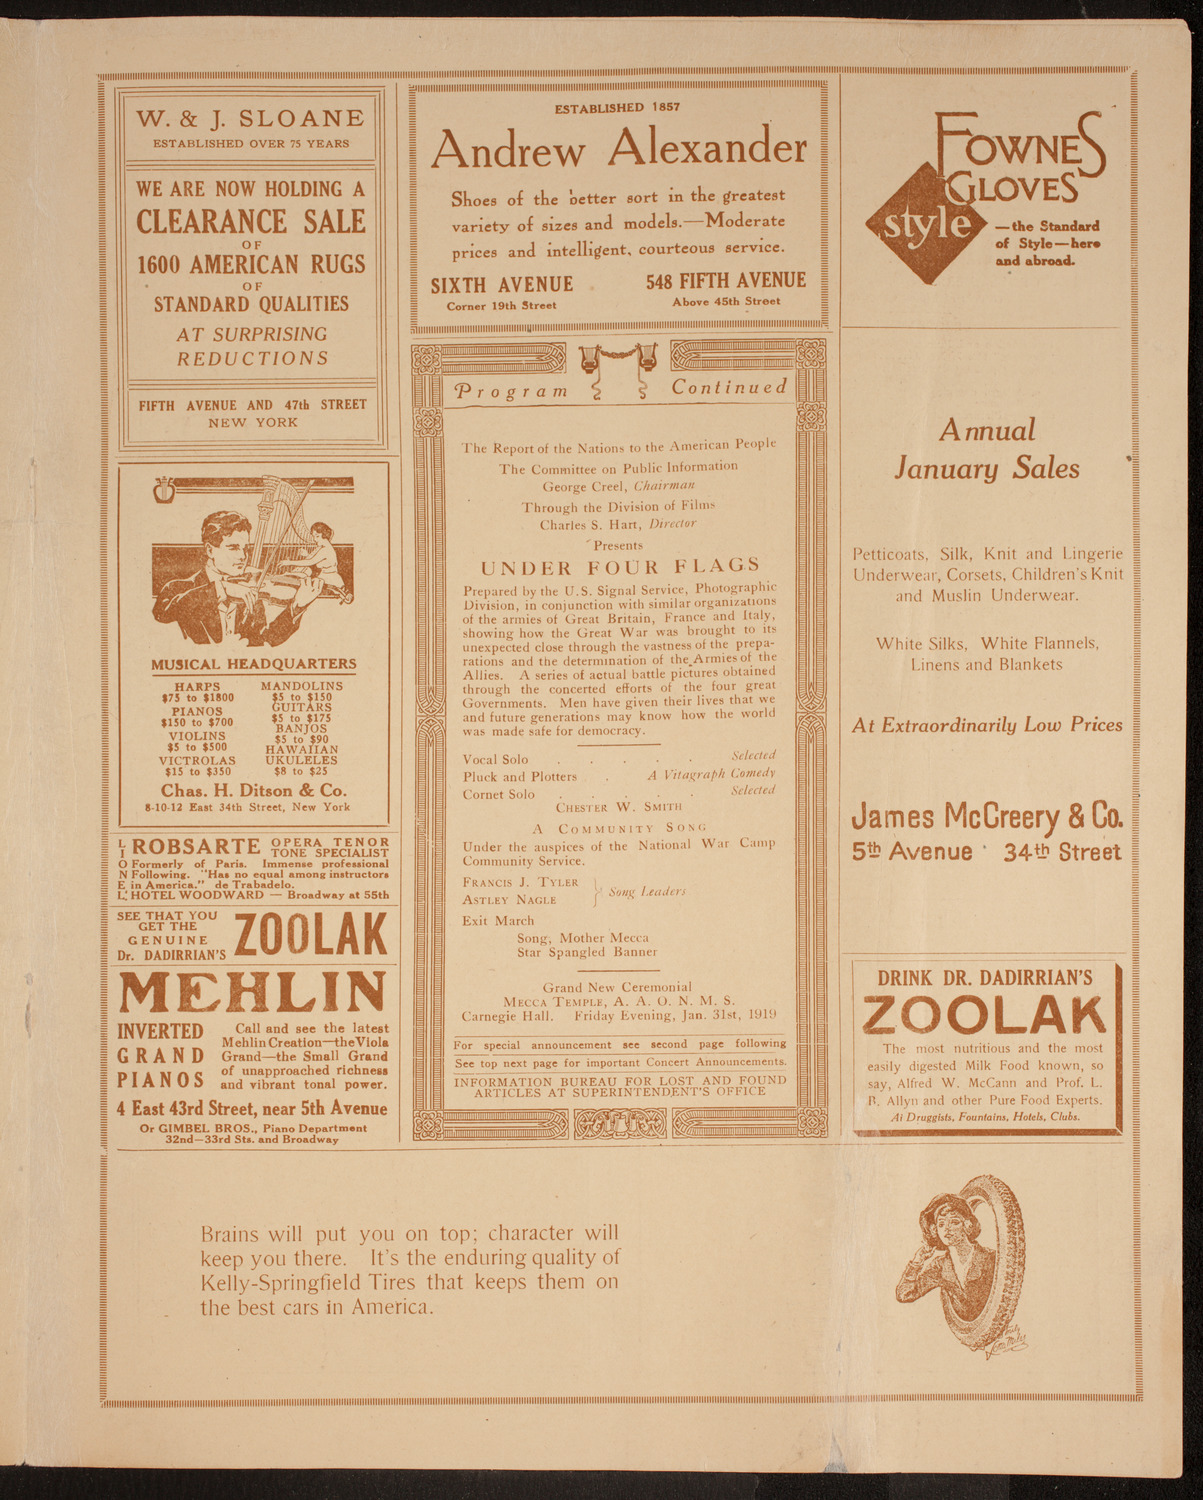 W. & J. SLOANE
ESTABLISHED OVER 75 YEARS
WE ARE NOW HOLDING A
CLEARANCE SALE
OF
1600 AMERICAN RUGS
OF
STANDARD QUALITIES
AT SURPRISING
REDUCTIONS
FIFTH AVENUE AND 47th STREET
NEW YORK
MUSICAL HEADQUARTERS
HARPS
$75 to $1800
PIANOS
$150 to $700
VIOLINS
$5 to $500
VICTROLAS
$15 to $350
MANDOLINS
$5 to $150
GUITARS
$5 to $175
BANJOS
$5 to $90
HAWAIIAN
UKULELES
$8 to $25
Chas. H. Ditson & Co.
8-10-12 East 34th Street, New York
LIONEL ROBSARTE OPERA TENOR
TONE SPECIALIST
Formerly of Paris. Immense professional
Following. "Has no equal among instructors
in America." de Trabadelo.
HOTEL WOODWARD — Broadway at 55th
SEE THAT YOU
GET THE
GENUINE
Dr. DADIRRIAN'S
ZOOLAK
MEHLIN
INVERTED
GRAND
PIANOS
Call and see the latest
Mehlin Creation—the Viola
Grand—the Small Grand
of unapproached richness
and vibrant tonal power.
4 East 43rd Street, near 5th Avenue
Or GIMBEL BROS., Piano Department
32nd—33rd Sts. and Broadway
ESTABLISHED 1857
Andrew Alexander
Shoes of the better sort in the greatest
variety of sizes and models.—Moderate
prices and intelligent, courteous service.
SIXTH AVENUE
Corner 19th Street
548 FIFTH AVENUE
Above 45th Street
Program Continued
The Report of the Nations to the American People
The Committee on Public Information
George Creel, Chairman
Through the Division of Films
Charles S. Hart, Director
Presents
UNDER FOUR FLAGS
Prepared by the U. S. Signal Service, Photographic
Division, in conjunction with similar organizations
of the armies of Great Britain, France and Italy,
showing how the Great War was brought to its
unexpected close through the vastness of the prepa-
rations and the determination of the Armies of the
Allies. A series of actual battle pictures obtained
through the concerted efforts of the four great
Governments. Men have given their lives that we
and future generations may know how the world
was made safe for democracy.
Vocal Solo . . . . . Selected
Pluck and Plotters . . A Vitagraph Comedy
Cornet Solo . . . . . Selected
CHESTER W. SMITH
A COMMUNITY SONG
Under the auspices of the National War Camp
Community Service.
FRANCIS J. TYLER
ASTLEY NAGLE
} Song Leaders
Exit March
Song, Mother Mecca
Star Spangled Banner
Grand New Ceremonial
MECCA TEMPLE, A. A. O. N. M. S.
Carnegie Hall. Friday Evening, Jan. 31st, 1919
For special announcement see second page following
See top next page for important Concert Announcements.
INFORMATION BUREAU FOR LOST AND FOUND
ARTICLES AT SUPERINTENDENT'S OFFICE
FOWNES
GLOVES
style
—the Standard
of Style—here
and abroad.
Annual
January Sales
Petticoats, Silk, Knit and Lingerie
Underwear, Corsets, Children's Knit
and Muslin Underwear.
White Silks, White Flannels,
Linens and Blankets
At Extraordinarily Low Prices
James McCreery & Co.
5th Avenue 34th Street
DRINK DR. DADIRRIAN'S
ZOOLAK
The most nutritious and the most
easily digested Milk Food known, so
say, Alfred W. McCann and Prof. L.
B. Allyn and other Pure Food Experts.
At Druggists, Fountains, Hotels, Clubs.
Brains will put you on top; character will
keep you there. It's the enduring quality of
Kelly-Springfield Tires that keeps them on
the best cars in America.